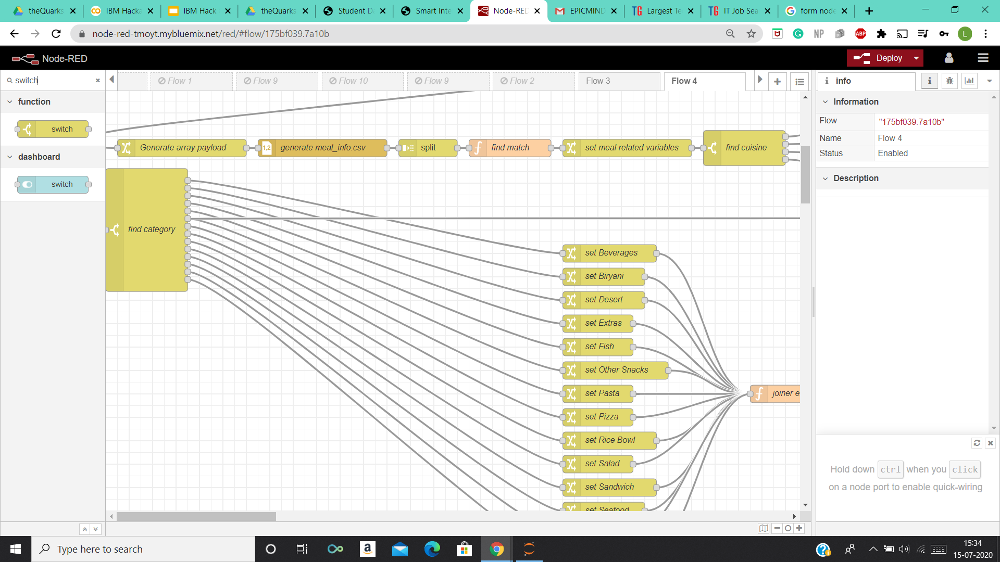 theQuarks
IBM Hacka
IBM Hack
theQuarks
Student D
Smart Inte
Node-RED
EPICMIND
Largest Te
IT Job Sea
form node
node-red-tmoyt.mybluemix.net/red/#flow/175bf039.7a10b
NP
ABP
L
Node-RED
Deploy
switch
Flow 1
Flow 9
Flow 10
Flow 9
Flow 2
Flow 3
Flow 4
info
function
switch
dashboard
switch
Generate array payload
1,2
generate meal_info.csv
split
find match
set meal related variables
find cuisine
find category
set Beverages
set Biryani
set Desert
set Extras
set Fish
set Other Snacks
set Pasta
set Pizza
set Rice Bowl
set Salad
set Sandwich
set Seafood
joiner e
Information
Flow "175bf039.7a10b"
Name Flow 4
Status Enabled
Description
Hold down ctrl when you click
on a node port to enable quick-wiring
Type here to search
15:34
15-07-2020